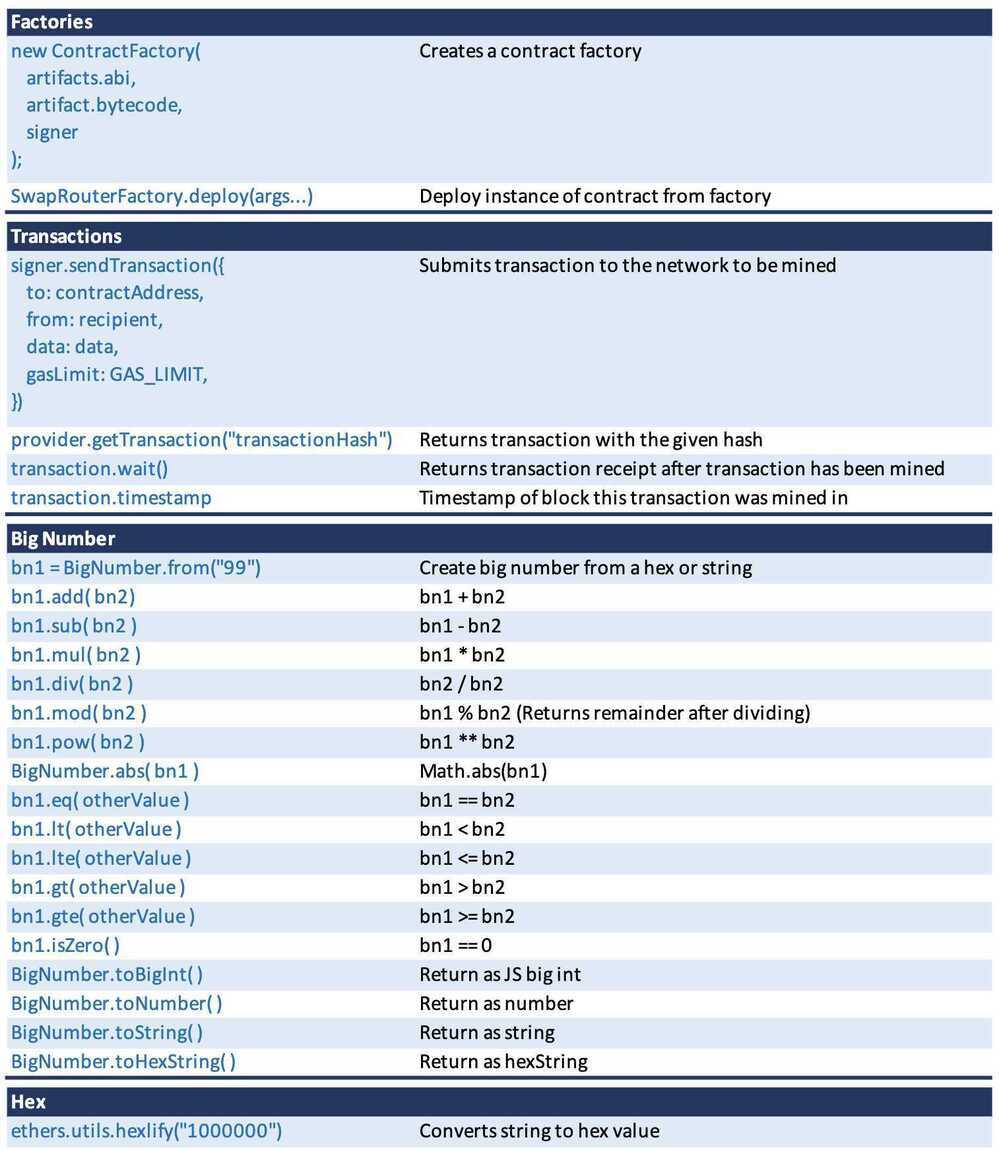 Factories
new ContractFactory( Creates a contract factory
artifacts.abi,
artifact.bytecode,
signer
);
SwapRouterFactory.deploy(args...) Deploy instance of contract from factory
Transactions
signer.sendTransaction({ Submits transaction to the network to be mined
to: contractAddress,
from: recipient,
data: data,
gasLimit: GAS_LIMIT,
})
provider.getTransaction("transactionHash") Returns transaction with the given hash
transaction.wait() Returns transaction receipt after transaction has been mined
transaction.timestamp Timestamp of block this transaction was mined in
Big Number
bn1 = BigNumber.from("99") Create big number from a hex or string
bn1.add( bn2) bn1 + bn2
bn1.sub( bn2 ) bn1 - bn2
bn1.mul( bn2 ) bn1 * bn2
bn1.div( bn2 ) bn2 / bn2
bn1.mod( bn2 ) bn1 % bn2 (Returns remainder after dividing)
bn1.pow( bn2 ) bn1 ** bn2
BigNumber.abs( bn1 ) Math.abs(bn1)
bn1.eq( otherValue ) bn1 == bn2
bn1.lt( otherValue ) bn1 < bn2
bn1.lte( otherValue ) bn1 <= bn2
bn1.gt( otherValue ) bn1 > bn2
bn1.gte( otherValue ) bn1 >= bn2
bn1.isZero( ) bn1 == 0
BigNumber.toBigInt( ) Return as JS big int
BigNumber.toNumber( ) Return as number
BigNumber.toString( ) Return as string
BigNumber.toHexString( ) Return as hexString
Hex
ethers.utils.hexlify("1000000") Converts string to hex value